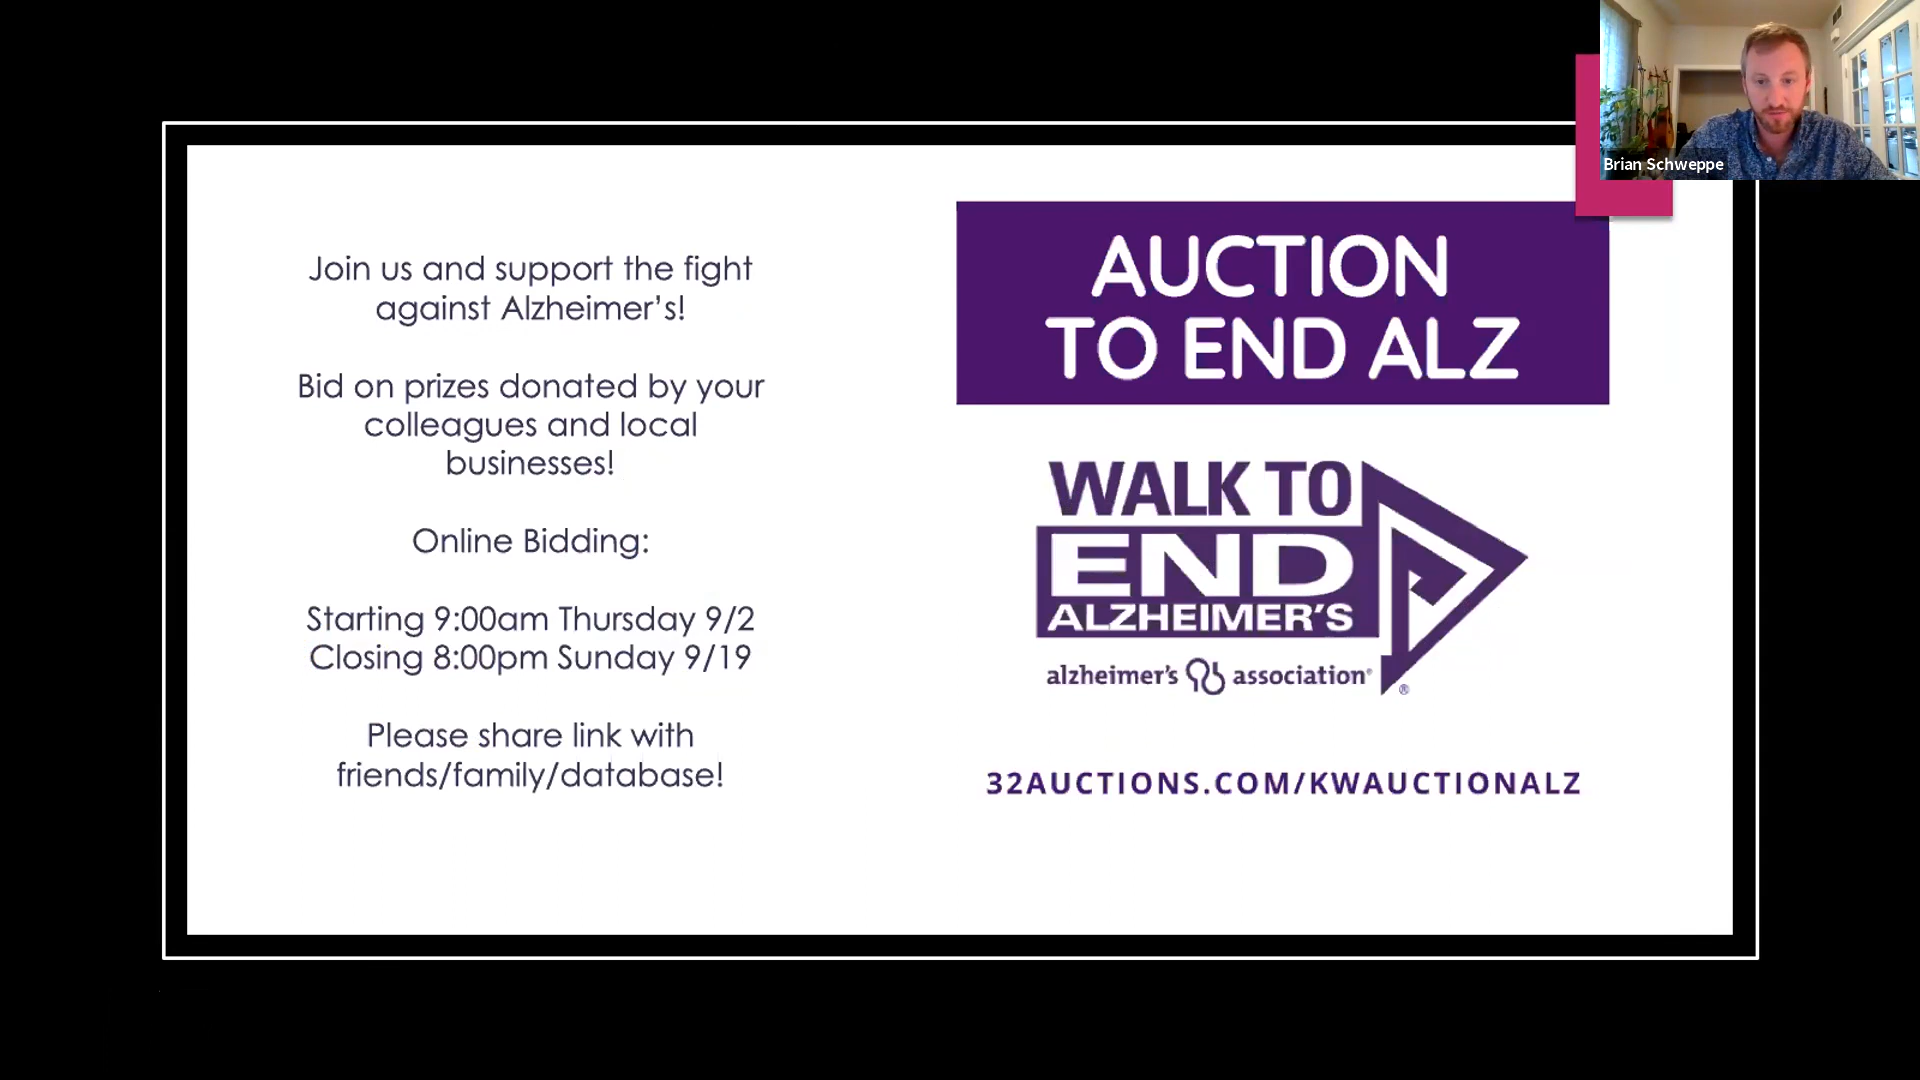 Brian Schweppe
Join us and support the fight
against Alzheimer's!
Bid on prizes donated by your
colleagues and local
businesses!
Online Bidding:
Starting 9:00am Thursday 9/2
Closing 8:00pm Sunday 9/19
Please share link with
friends/family/database!
AUCTION
TO END ALZ
WALK TO
END
ALZHEIMER'S
alzheimer's association®
®
32AUCTIONS.COM/KWAUCTIONALZ